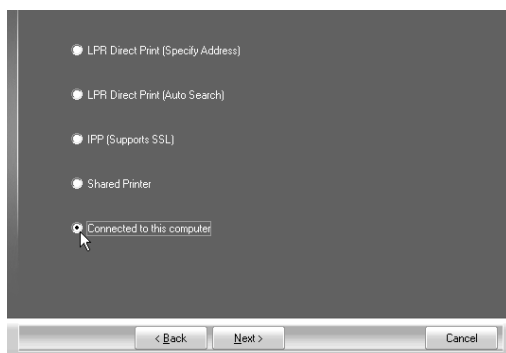 LPR Direct Print (Specify Address)
LPR Direct Print (Auto Search)
IPP (Supports SSL)
Shared Printer
Connected to this computer
< Back Next > Cancel